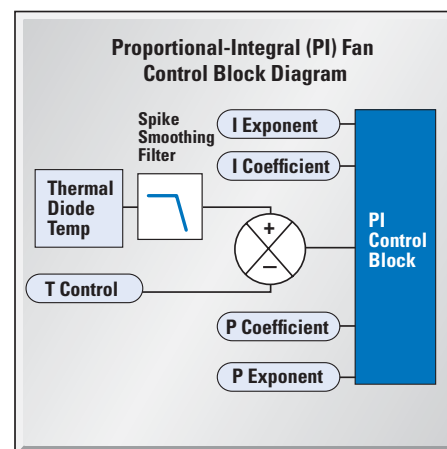 Proportional-Integral (PI) Fan
Control Block Diagram
Spike
Smoothing
Filter
I Exponent
I Coefficient
Thermal
Diode
Temp
+
−
PI
Control
Block
T Control
P Coefficient
P Exponent